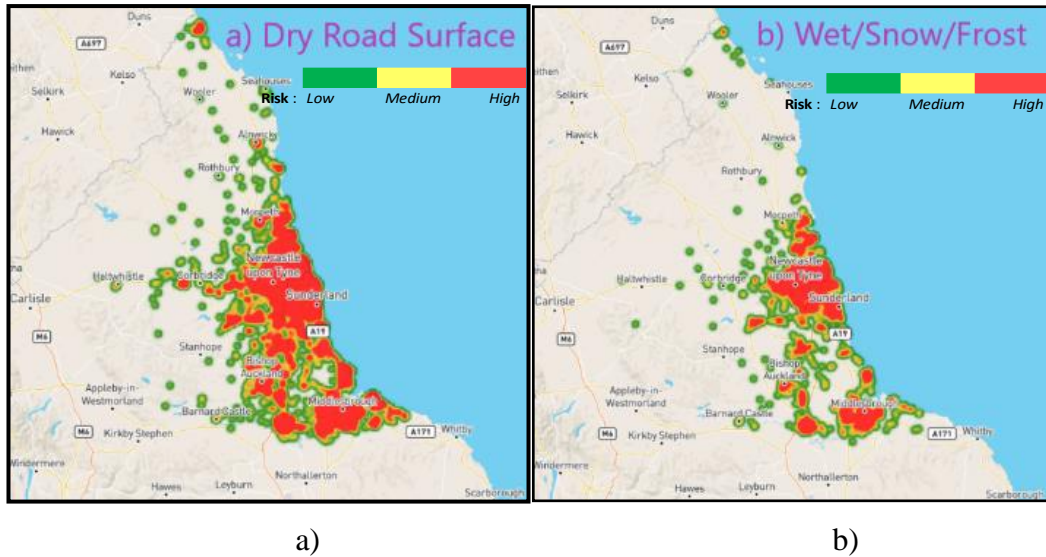 a) Dry Road Surface
Risk : Low Medium High
Duns
A697
Kelso
Selkirk
Wooler
Seahouses
Hawick
Alnwick
Rothbury
Morpeth
Newcastle
upon Tyne
Haltwhistle
Corbridge
Carlisle
Sunderland
M6
A19
Stanhope
Bishop
Auckland
Appleby-in-
Westmorland
Middlesbrough
Barnard Castle
M6
Kirkby Stephen
A171
Whitby
Windermere
Northallerton
Hawes
Leyburn
Scarborough
b) Wet/Snow/Frost
Risk : Low Medium High
Duns
A697
Kelso
Selkirk
Wooler
Seahouses
Hawick
Alnwick
Rothbury
Morpeth
Newcastle
upon Tyne
Haltwhistle
Corbridge
Carlisle
Sunderland
M6
A19
Stanhope
Bishop
Auckland
Appleby-in-
Westmorland
Middlesbrough
Barnard Castle
M6
Kirkby Stephen
A171
Whitby
Windermere
Northallerton
Hawes
Leyburn
Scarborough
a)
b)